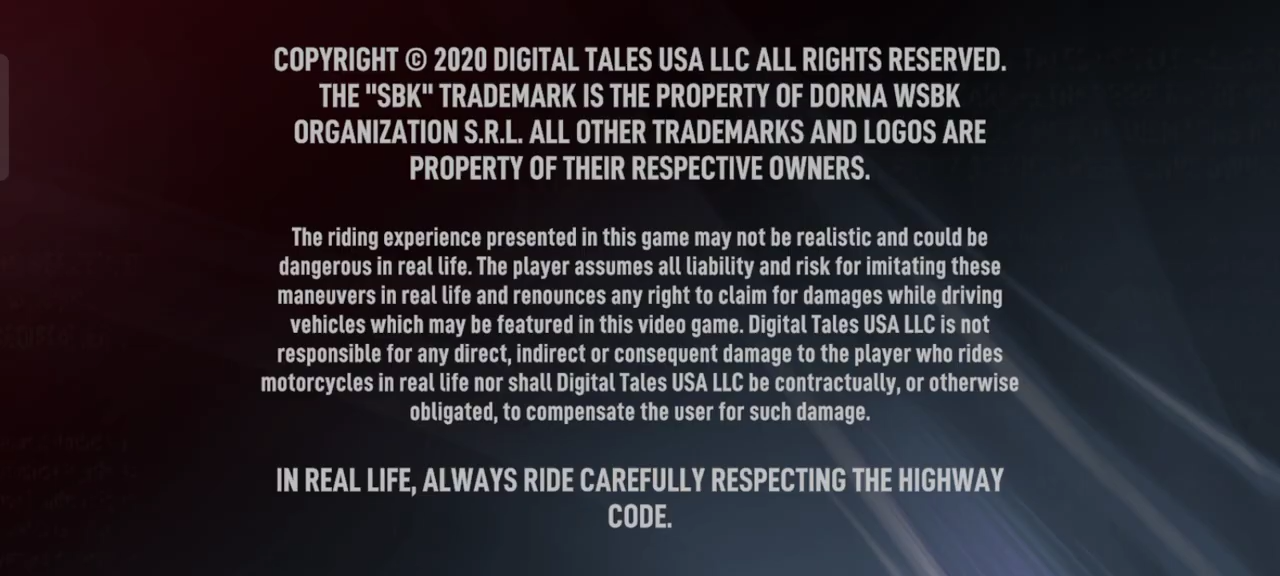 COPYRIGHT © 2020 DIGITAL TALES USA LLC ALL RIGHTS RESERVED.
THE "SBK" TRADEMARK IS THE PROPERTY OF DORNA WSBK
ORGANIZATION S.R.L. ALL OTHER TRADEMARKS AND LOGOS ARE
PROPERTY OF THEIR RESPECTIVE OWNERS.
The riding experience presented in this game may not be realistic and could be
dangerous in real life. The player assumes all liability and risk for imitating these
maneuvers in real life and renounces any right to claim for damages while driving
vehicles which may be featured in this video game. Digital Tales USA LLC is not
responsible for any direct, indirect or consequent damage to the player who rides
motorcycles in real life nor shall Digital Tales USA LLC be contractually, or otherwise
obligated, to compensate the user for such damage.
IN REAL LIFE, ALWAYS RIDE CAREFULLY RESPECTING THE HIGHWAY
CODE.